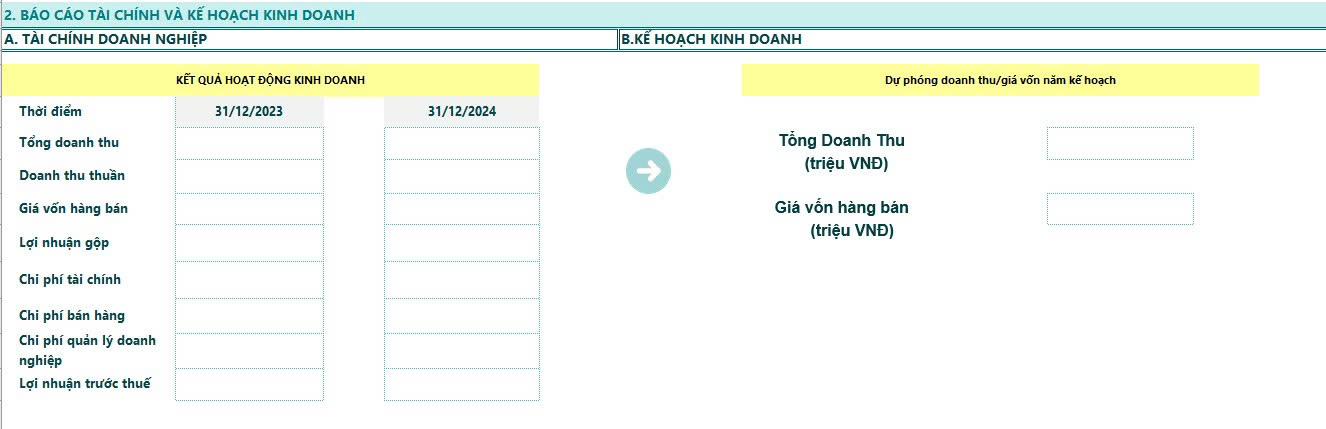 2. BÁO CÁO TÀI CHÍNH VÀ KẾ HOẠCH KINH DOANH
A. TÀI CHÍNH DOANH NGHIỆP
B.KẾ HOẠCH KINH DOANH
KẾT QUẢ HOẠT ĐỘNG KINH DOANH
Thời điểm 31/12/2023 31/12/2024
Tổng doanh thu
Doanh thu thuần
Giá vốn hàng bán
Lợi nhuận gộp
Chi phí tài chính
Chi phí bán hàng
Chi phí quản lý doanh
nghiệp
Lợi nhuận trước thuế
Dự phóng doanh thu/giá vốn năm kế hoạch
Tổng Doanh Thu
(triệu VNĐ)
Giá vốn hàng bán
(triệu VNĐ)